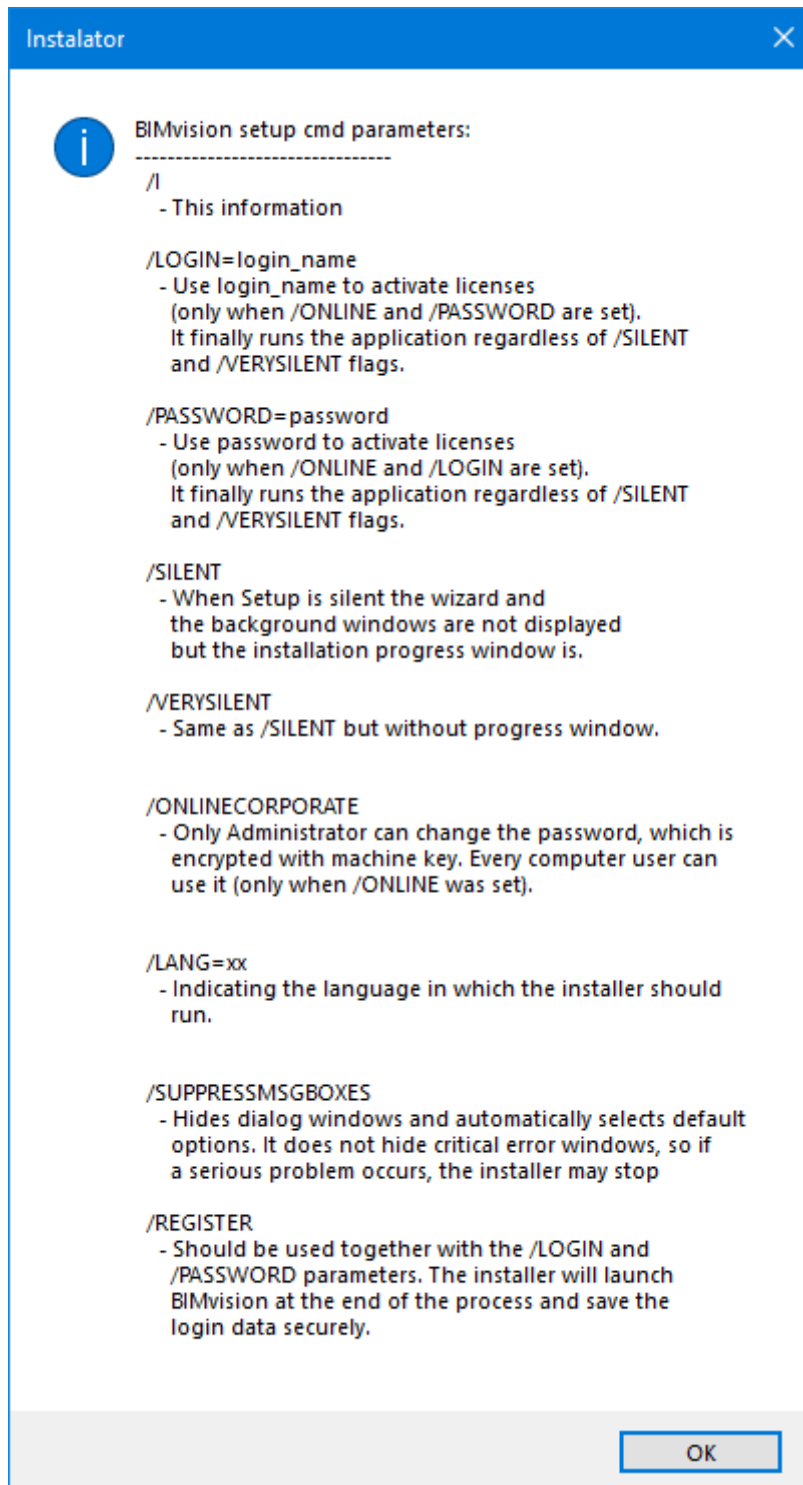 Instalator
BIMvision setup cmd parameters:
--------------------------------
/I
- This information
/LOGIN=login_name
- Use login_name to activate licenses
(only when /ONLINE and /PASSWORD are set).
It finally runs the application regardless of /SILENT
and /VERYSILENT flags.
/PASSWORD=password
- Use password to activate licenses
(only when /ONLINE and /LOGIN are set).
It finally runs the application regardless of /SILENT
and /VERYSILENT flags.
/SILENT
- When Setup is silent the wizard and
the background windows are not displayed
but the installation progress window is.
/VERYSILENT
- Same as /SILENT but without progress window.
/ONLINECORPORATE
- Only Administrator can change the password, which is
encrypted with machine key. Every computer user can
use it (only when /ONLINE was set).
/LANG=xx
- Indicating the language in which the installer should
run.
/SUPPRESSMSGBOXES
- Hides dialog windows and automatically selects default
options. It does not hide critical error windows, so if
a serious problem occurs, the installer may stop
/REGISTER
- Should be used together with the /LOGIN and
/PASSWORD parameters. The installer will launch
BIMvision at the end of the process and save the
login data securely.
OK